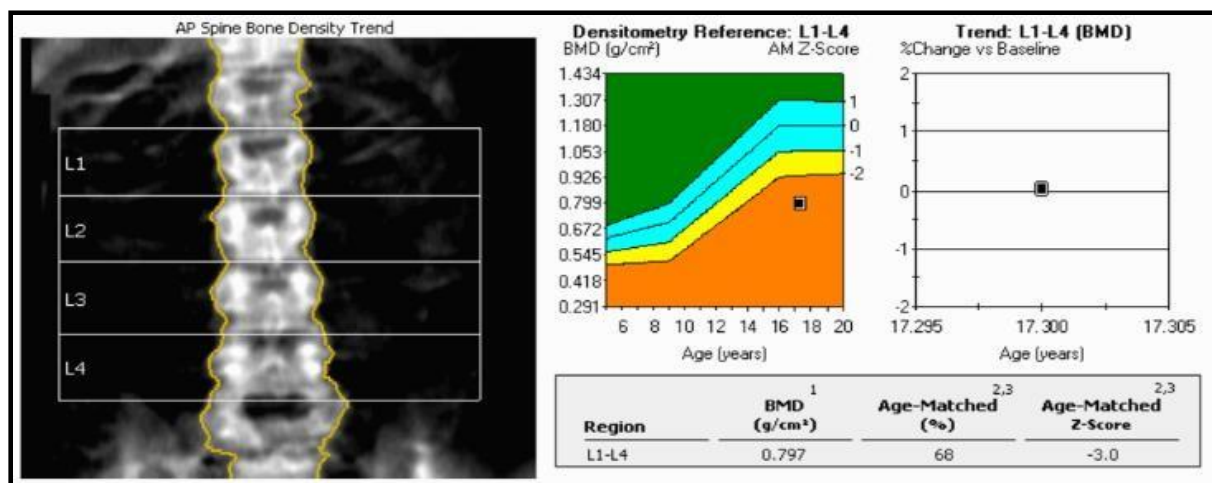 AP Spine Bone Density Trend
L1
L2
L3
L4
Densitometry Reference: L1-L4
BMD (g/cm²) AM Z-Score
1.434
1.307
1.180
1.053
0.926
0.799
0.672
0.545
0.418
0.291
1
0
-1
-2
6 8 10 12 14 16 18 20
Age (years)
Trend: L1-L4 (BMD)
%Change vs Baseline
2
1
0
-1
-2
17.295 17.300 17.305
Age (years)
Region BMD 1 (g/cm²) Age-Matched 2,3 (%) Age-Matched 2,3 Z-Score
L1-L4 0.797 68 -3.0